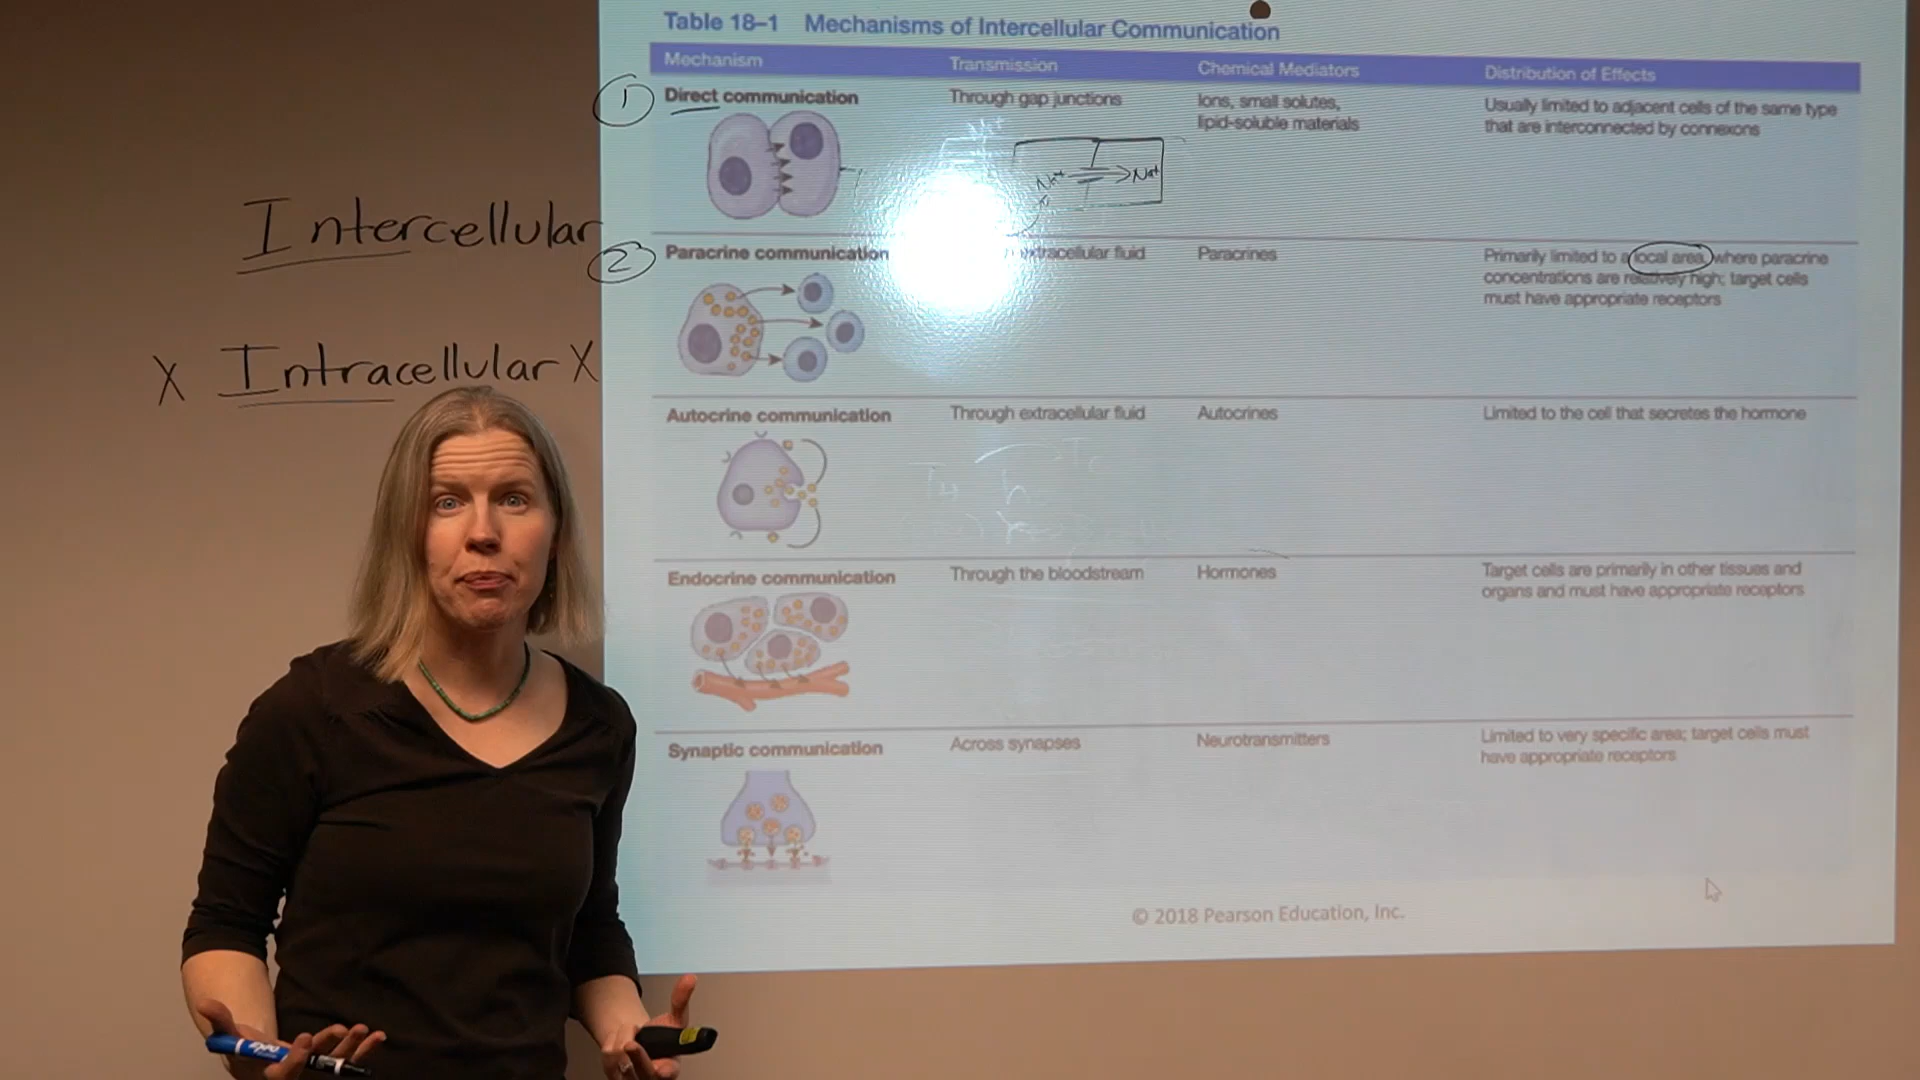 Table 18–1 Mechanisms of Intercellular Communication
Mechanism Transmission Chemical Mediators Distribution of Effects
1 Direct communication Through gap junctions Ions, small solutes, Usually limited to adjacent cells of the same type
lipid-soluble materials that are interconnected by connexons
Na+ Na+
Intercellular
2 Paracrine communication extracellular fluid Paracrines Primarily limited to a local area, where paracrine
concentrations are relatively high; target cells
must have appropriate receptors
X Intracellular X
Autocrine communication Through extracellular fluid Autocrines Limited to the cell that secretes the hormone
Endocrine communication Through the bloodstream Hormones Target cells are primarily in other tissues and
organs and must have appropriate receptors
Synaptic communication Across synapses Neurotransmitters Limited to very specific area; target cells must
have appropriate receptors
© 2018 Pearson Education, Inc.
EXPO